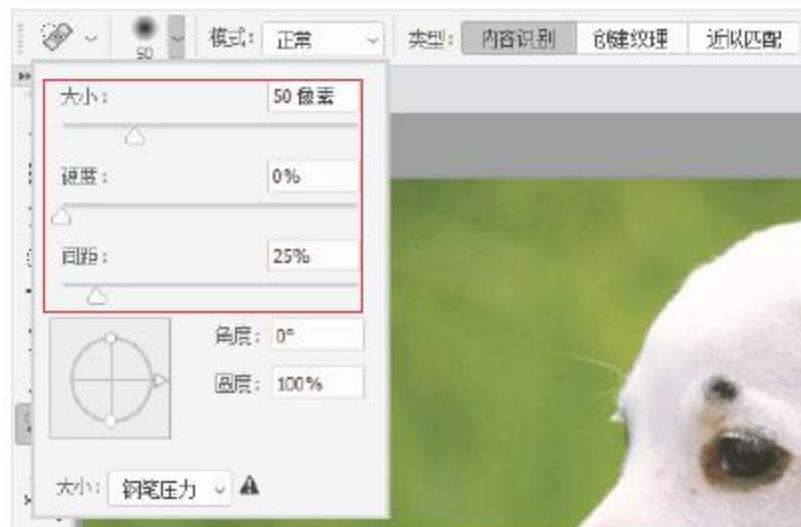 50 模式: 正常 类型: 内容识别 创建纹理 近似匹配
大小: 50 像素
硬度: 0%
间距: 25%
角度: 0°
圆度: 100%
大小: 钢笔压力